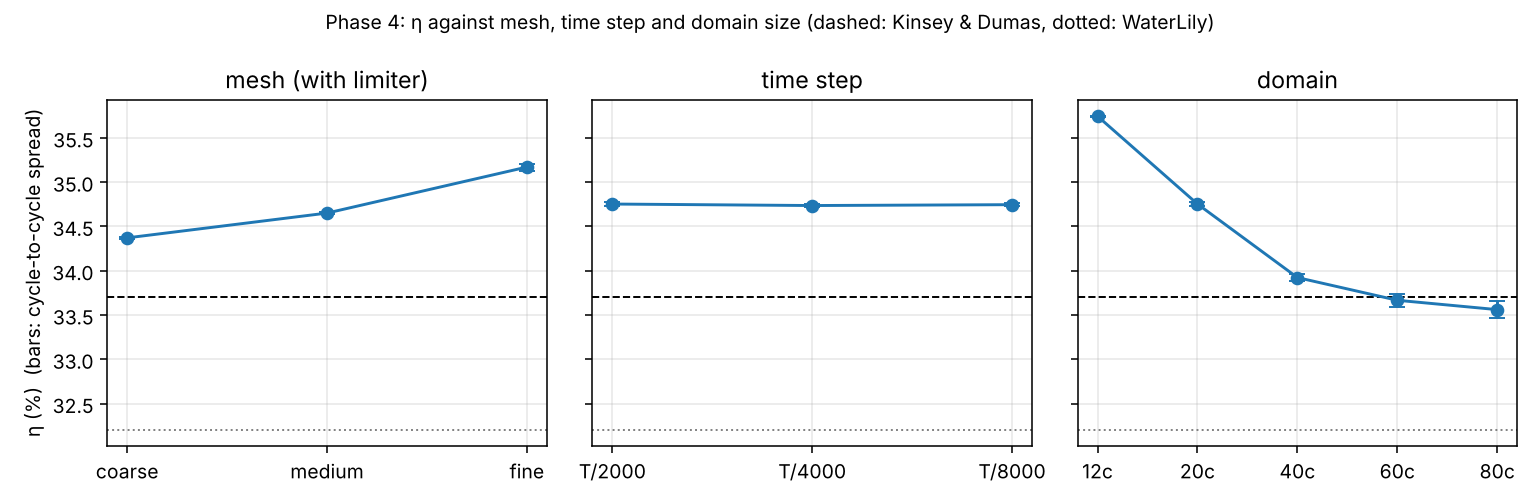 Phase 4: η against mesh, time step and domain size (dashed: Kinsey & Dumas, dotted: WaterLily)
mesh (with limiter)
time step
domain
η (%)  (bars: cycle-to-cycle spread)
35.5
35.0
34.5
34.0
33.5
33.0
32.5
coarse
medium
fine
T/2000
T/4000
T/8000
12c
20c
40c
60c
80c